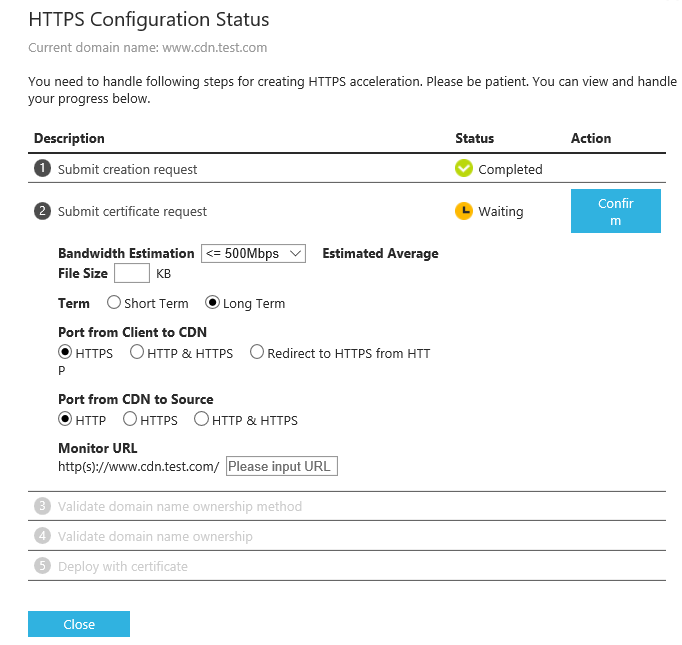 HTTPS Configuration Status
Current domain name: www.cdn.test.com
You need to handle following steps for creating HTTPS acceleration. Please be patient. You can view and handle
your progress below.
Description Status Action
1 Submit creation request Completed
2 Submit certificate request Waiting Confir
m
Bandwidth Estimation <= 500Mbps Estimated Average
File Size KB
Term Short Term Long Term
Port from Client to CDN
HTTPS HTTP & HTTPS Redirect to HTTPS from HTT
P
Port from CDN to Source
HTTP HTTPS HTTP & HTTPS
Monitor URL
http(s)://www.cdn.test.com/ Please input URL
3 Validate domain name ownership method
4 Validate domain name ownership
5 Deploy with certificate
Close